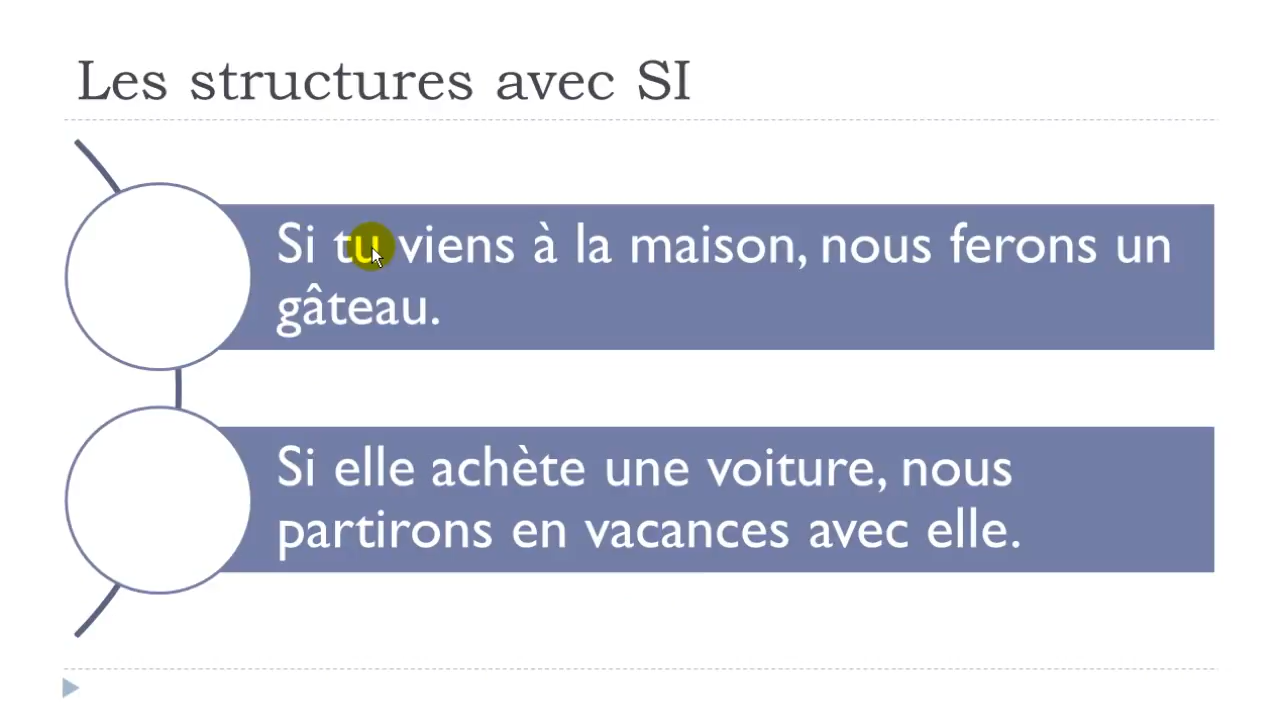 Les structures avec SI
Si tu viens à la maison, nous ferons un
gâteau.
Si elle achète une voiture, nous
partirons en vacances avec elle.